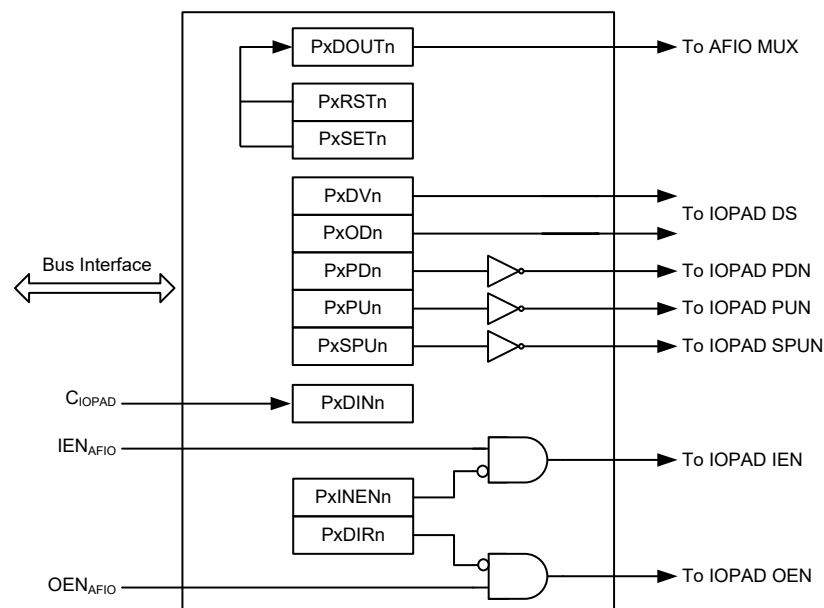 PxDOUTn
To AFIO MUX
PxRSTn
PxSETn
PxDVn
To IOPAD DS
PxODn
Bus Interface
PxPDn
To IOPAD PDN
PxPUn
To IOPAD PUN
PxSPUn
To IOPAD SPUN
CIOPAD
PxDINn
IENAFIO
To IOPAD IEN
PxINENn
PxDIRn
OENAFIO
To IOPAD OEN